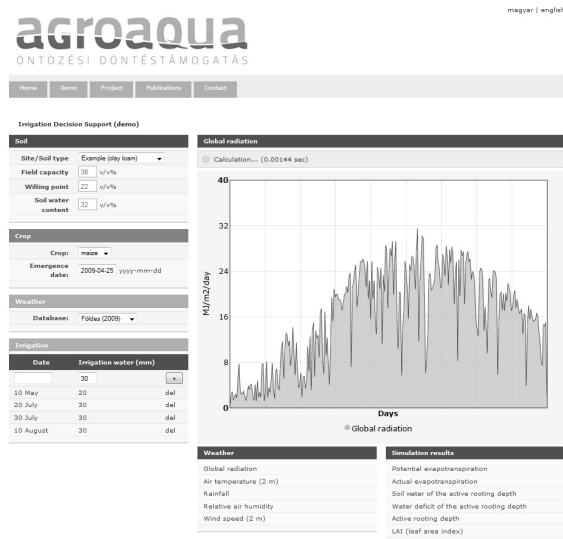 magyar | english
agroaqua
ÖNTÖZÉSI DÖNTÉSTÁMOGATÁS
Home Demo Project Publications Contact
Irrigation Decision Support (demo)
Soil
Site/Soil type Example (clay loam)
Field capacity 36 v/v%
Wilting point 22 v/v%
Soil water content 32 v/v%
Crop
Crop: maize
Emergence date: 2009-04-25 yyyy-mm-dd
Weather
Database: Földes (2009)
Irrigation
Date Irrigation water (mm)
30 +
10 May 20 del
20 July 30 del
30 July 30 del
10 August 30 del
Global radiation
Calculation... (0.00144 sec)
40
32
24
16
8
0
MJ/m2/day
Days
Global radiation
Weather
Global radiation
Air temperature (2 m)
Rainfall
Relative air humidity
Wind speed (2 m)
Simulation results
Potential evapotranspiration
Actual evapotranspiration
Soil water of the active rooting depth
Water deficit of the active rooting depth
Active rooting depth
LAI (leaf area index)